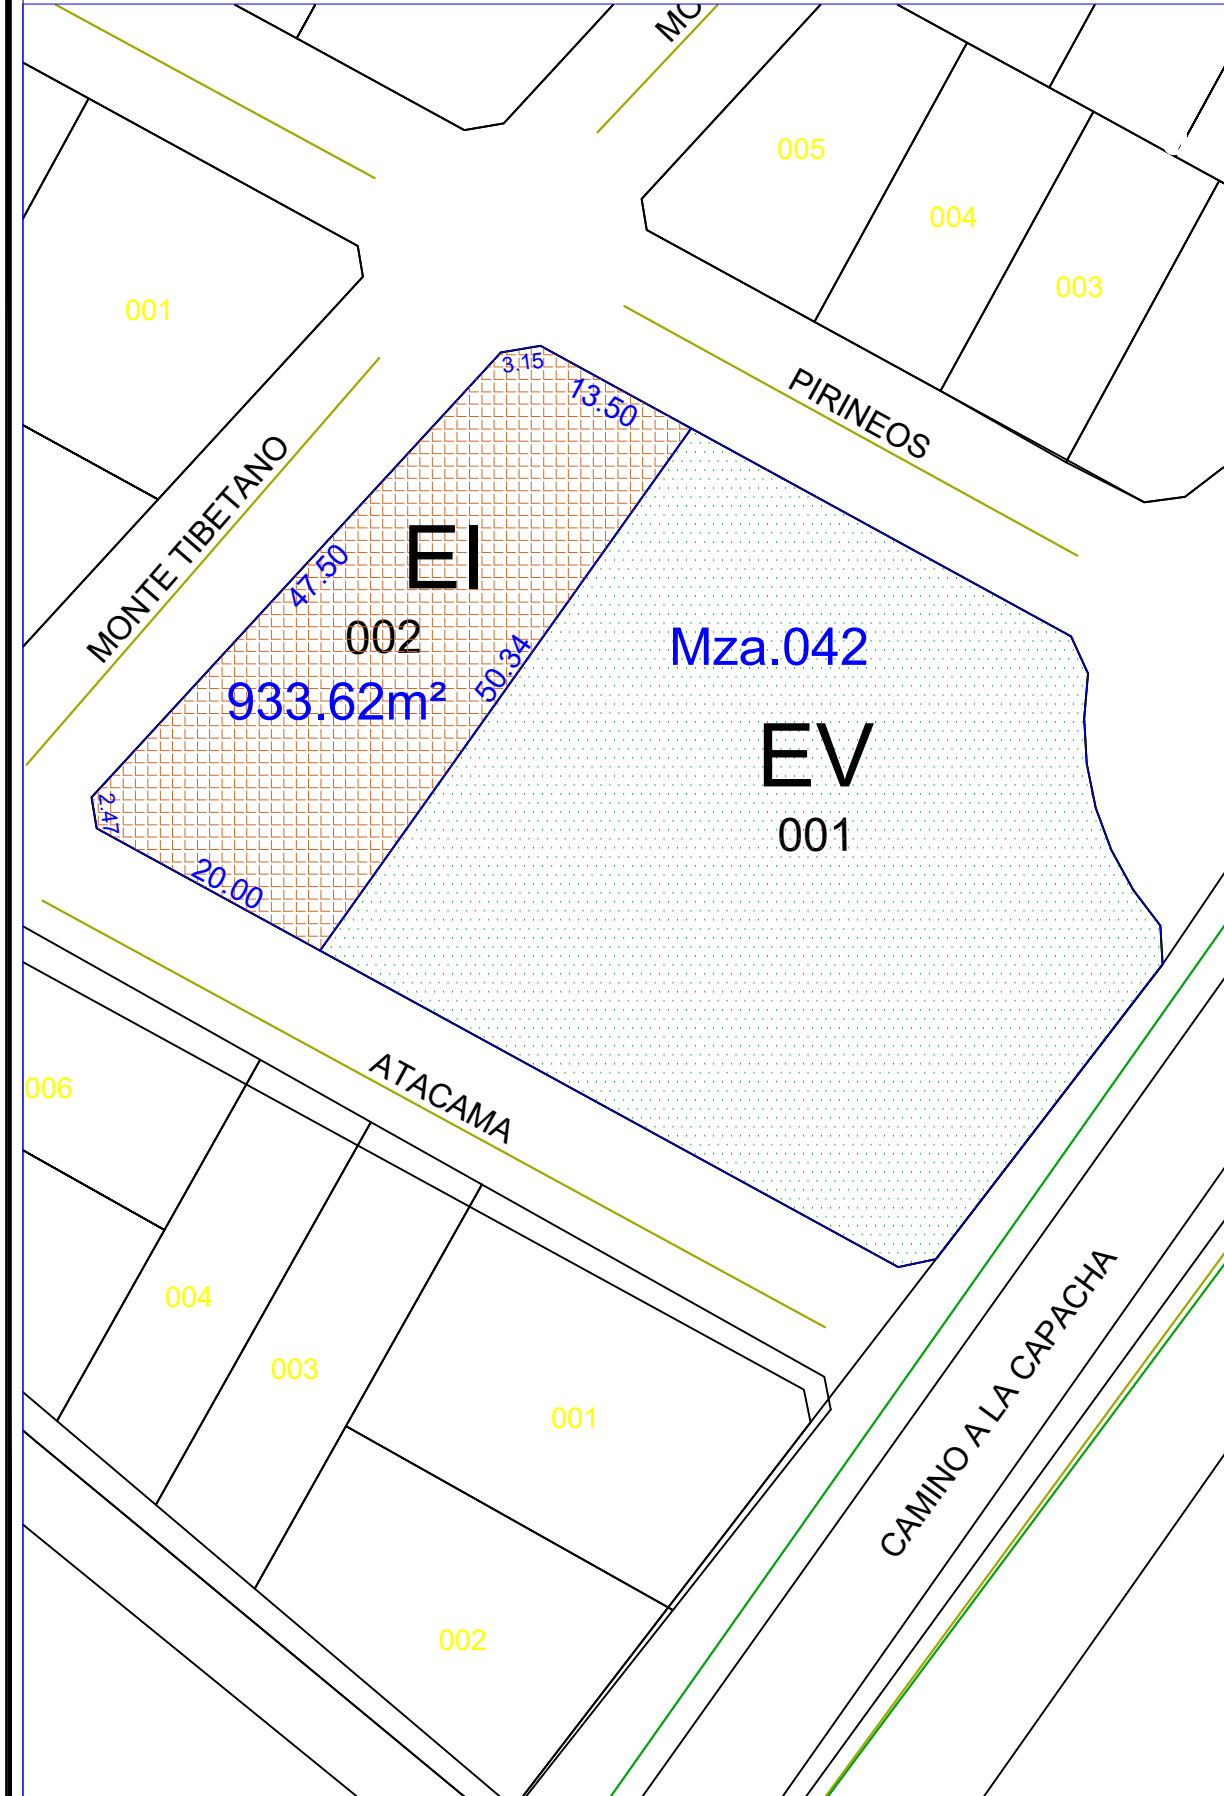 MO
005
004
003
001
PIRINEOS
3.15
13.50
MONTE TIBETANO
47.50
EI
002
933.62m²
50.34
Mza.042
EV
001
2.47
20.00
ATACAMA
006
004
003
001
002
CAMINO A LA CAPACHA